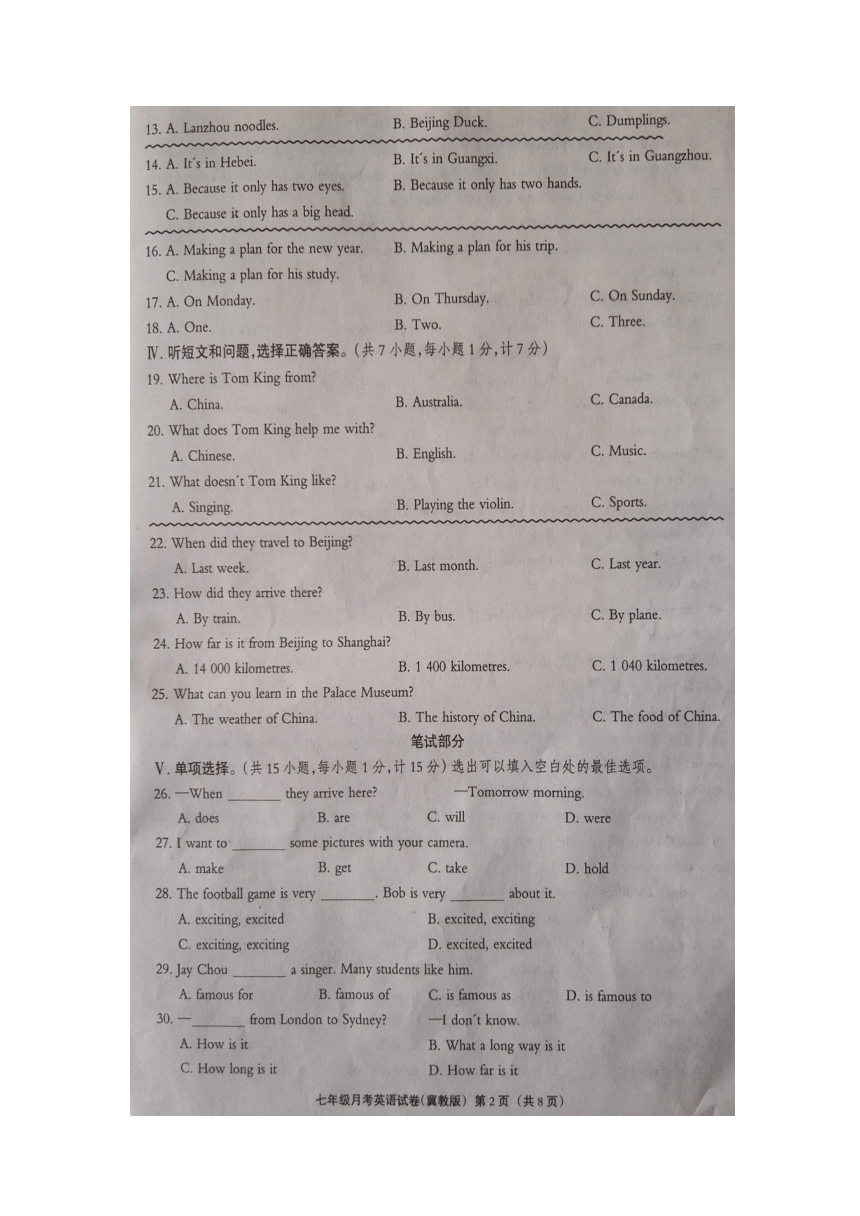 13. A. Lanzhou noodles. B. Beijing Duck. C. Dumplings.
14. A. It's in Hebei. B. It's in Guangxi. C. It's in Guangzhou.
15. A. Because it only has two eyes. B. Because it only has two hands.
C. Because it only has a big head.
16. A. Making a plan for the new year. B. Making a plan for his trip.
C. Making a plan for his study.
17. A. On Monday. B. On Thursday. C. On Sunday.
18. A. One. B. Two. C. Three.
Ⅳ. 听短文和问题,选择正确答案。(共 7 小题,每小题 1 分,计 7 分)
19. Where is Tom King from?
A. China. B. Australia. C. Canada.
20. What does Tom King help me with?
A. Chinese. B. English. C. Music.
21. What doesn't Tom King like?
A. Singing. B. Playing the violin. C. Sports.
22. When did they travel to Beijing?
A. Last week. B. Last month. C. Last year.
23. How did they arrive there?
A. By train. B. By bus. C. By plane.
24. How far is it from Beijing to Shanghai?
A. 14 000 kilometres. B. 1 400 kilometres. C. 1 040 kilometres.
25. What can you learn in the Palace Museum?
A. The weather of China. B. The history of China. C. The food of China.
笔试部分
Ⅴ. 单项选择。(共 15 小题,每小题 1 分,计 15 分) 选出可以填入空白处的最佳选项。
26. —When ______ they arrive here? —Tomorrow morning.
A. does B. are C. will D. were
27. I want to ______ some pictures with your camera.
A. make B. get C. take D. hold
28. The football game is very ______. Bob is very ______ about it.
A. exciting, excited B. excited, exciting
C. exciting, exciting D. excited, excited
29. Jay Chou ______ a singer. Many students like him.
A. famous for B. famous of C. is famous as D. is famous to
30. —______ from London to Sydney? —I don't know.
A. How is it B. What a long way is it
C. How long is it D. How far is it
七年级月考英语试卷(冀教版) 第 2 页 (共 8 页)